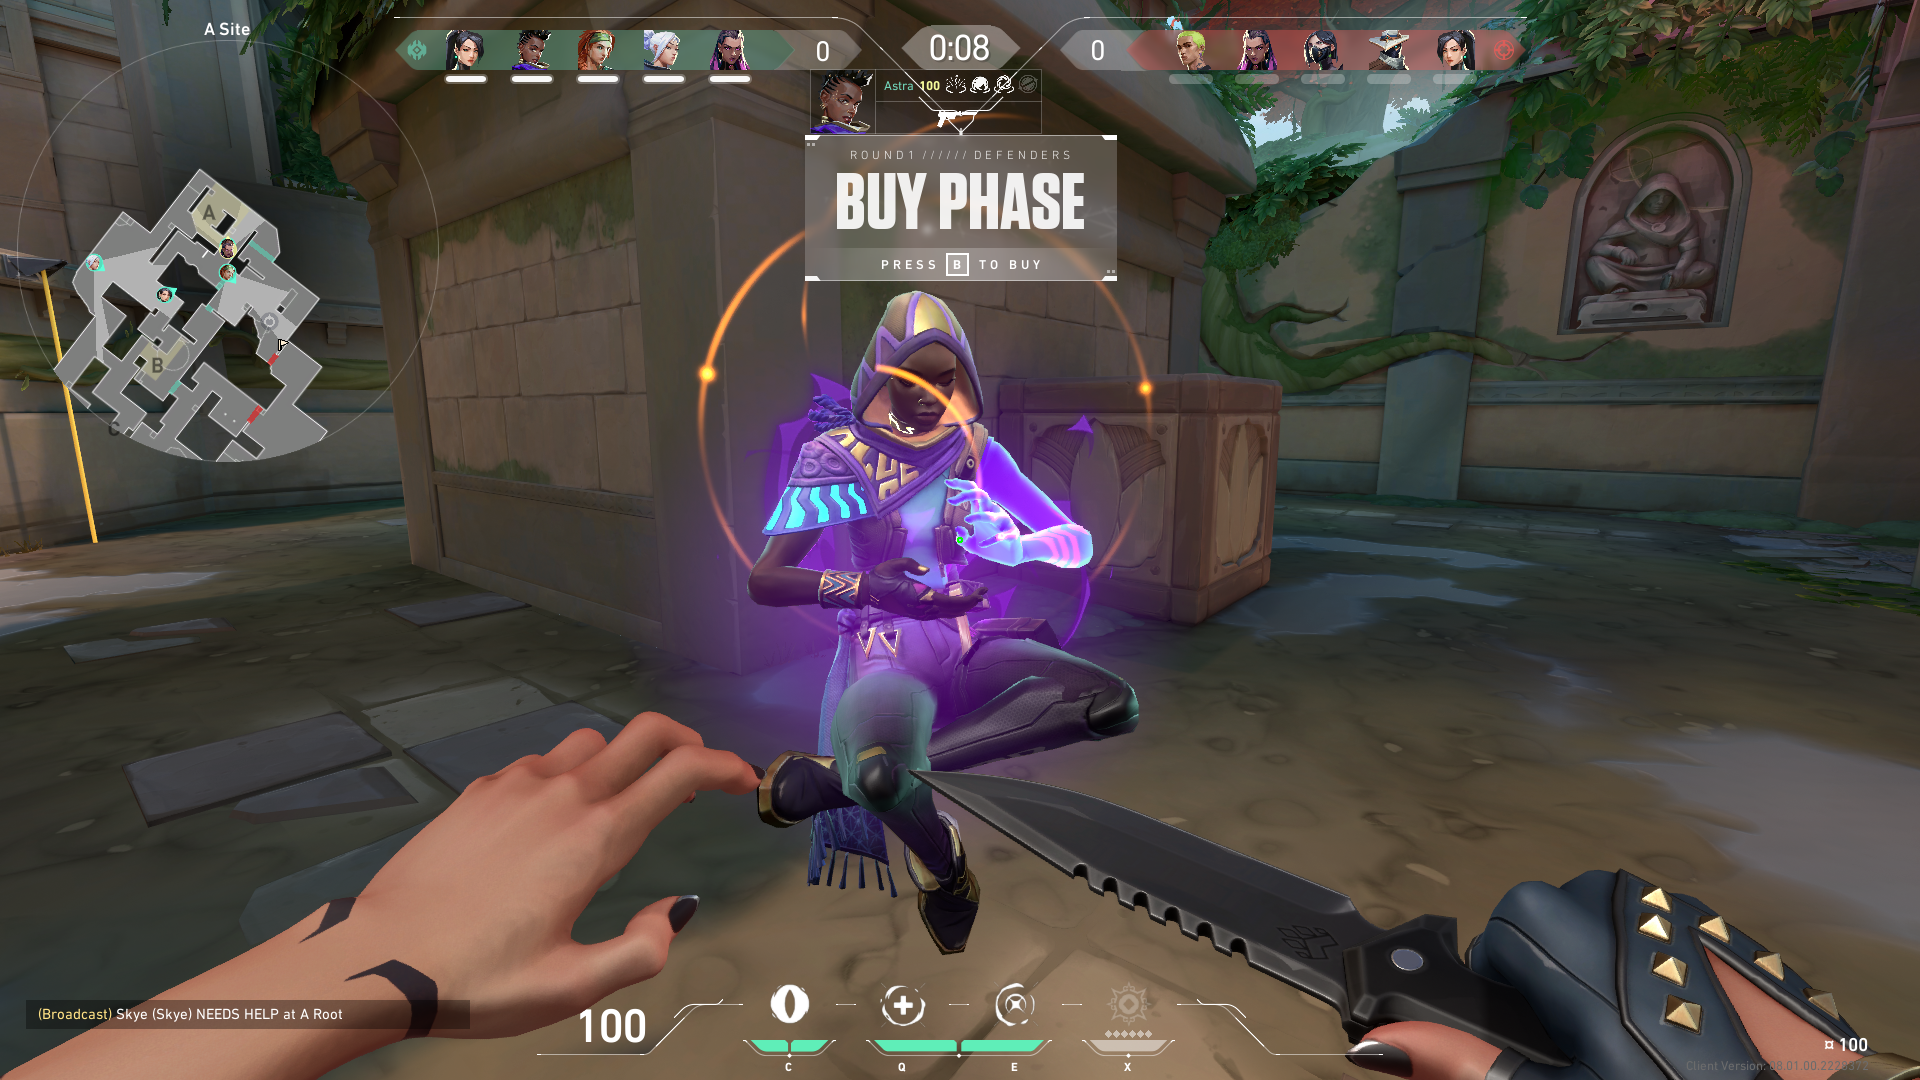 A Site
0
0:08
0
Astra 100
ROUND 1 ////// DEFENDERS
BUY PHASE
PRESS B TO BUY
A
B
C
(Broadcast) Skye (Skye) NEEDS HELP at A Root
100
C
Q
E
X
¤ 100